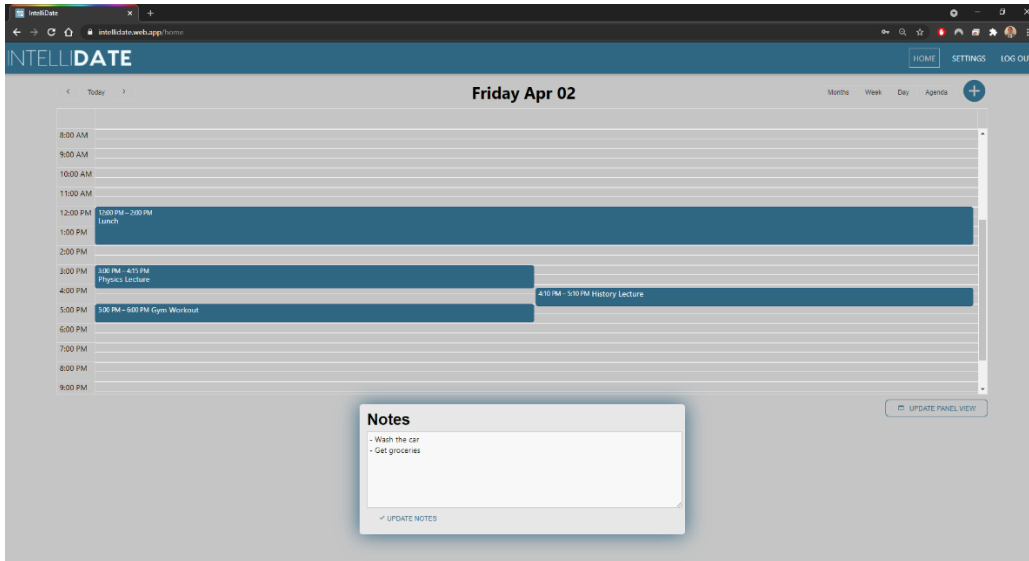 IntelliDate
intellidate.web.app/home
INTELLIDATE
HOME SETTINGS LOG OU
Today
Friday Apr 02
Months Week Day Agenda
8:00 AM
9:00 AM
10:00 AM
11:00 AM
12:00 PM
12:00 PM – 2:00 PM
Lunch
1:00 PM
2:00 PM
3:00 PM
3:00 PM – 4:15 PM
Physics Lecture
4:00 PM
4:10 PM – 5:10 PM History Lecture
5:00 PM
5:00 PM – 6:00 PM Gym Workout
6:00 PM
7:00 PM
8:00 PM
9:00 PM
UPDATE PANEL VIEW
Notes
- Wash the car
- Get groceries
UPDATE NOTES